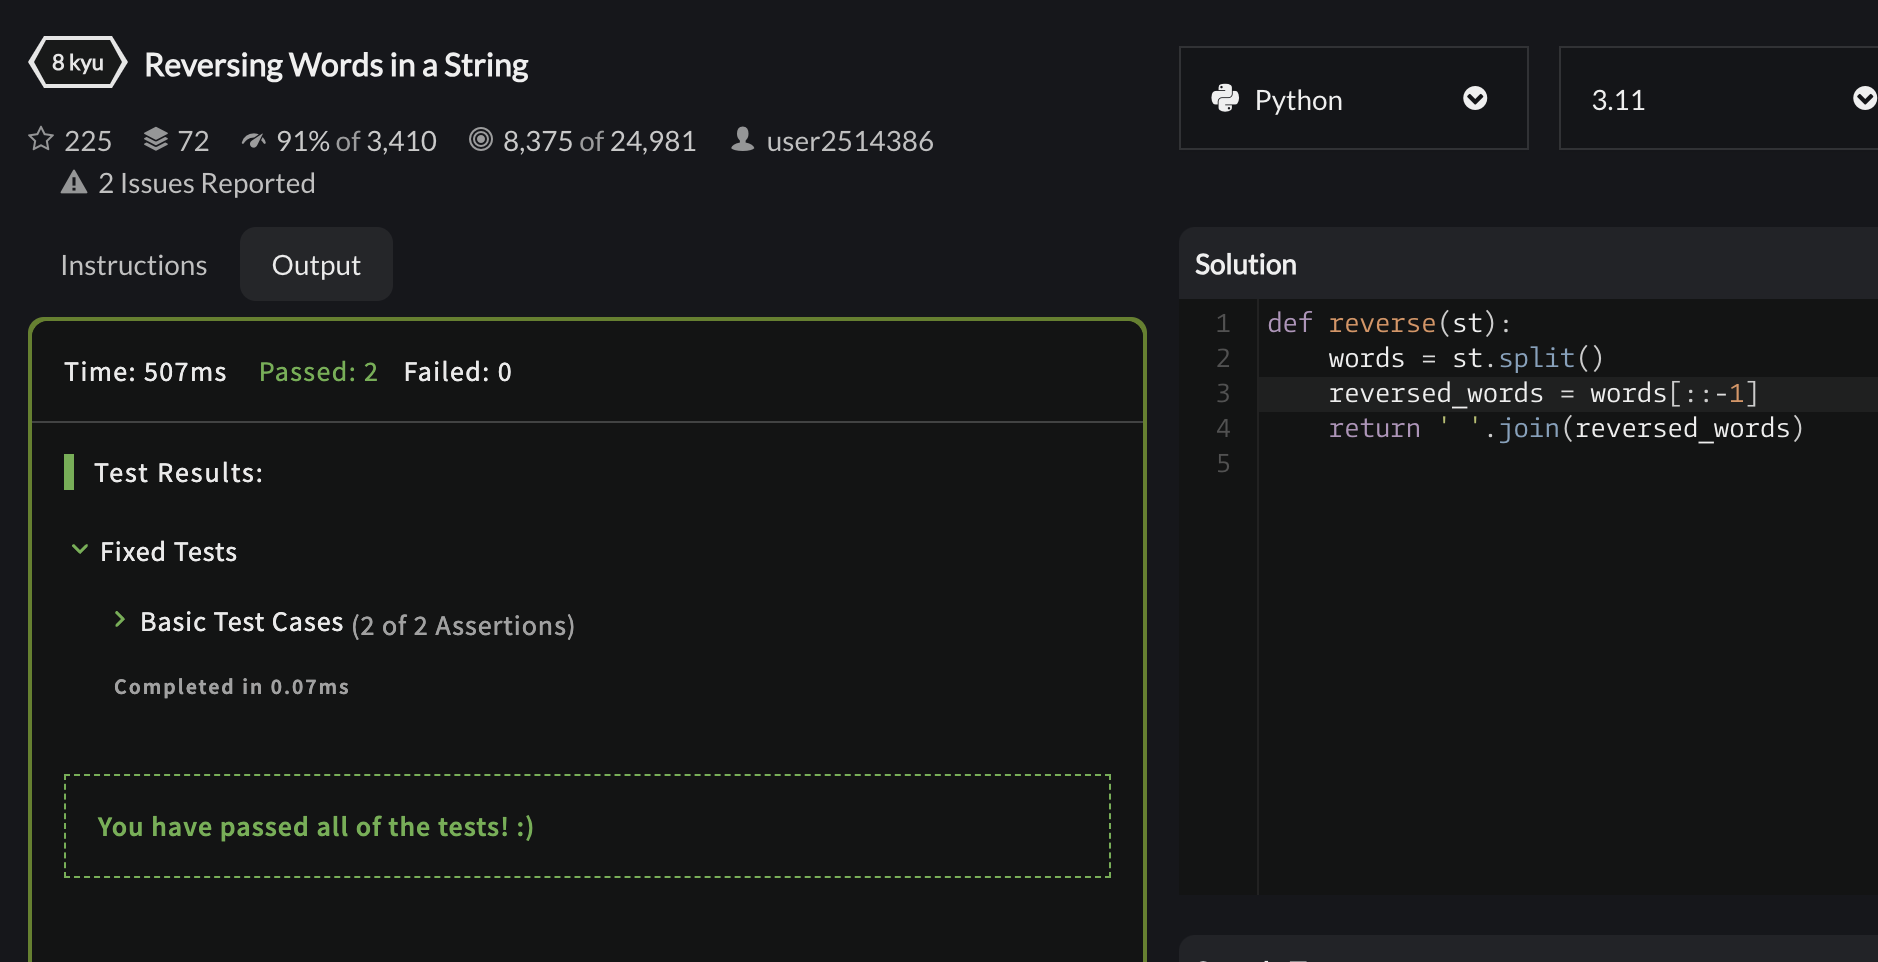 8 kyu Reversing Words in a String
225 72 91% of 3,410 8,375 of 24,981 user2514386
2 Issues Reported
Instructions Output
Time: 507ms Passed: 2 Failed: 0
Test Results:
Fixed Tests
Basic Test Cases (2 of 2 Assertions)
Completed in 0.07ms
You have passed all of the tests! :)
Python 3.11
Solution
1 def reverse(st):
2     words = st.split()
3     reversed_words = words[::-1]
4     return ' '.join(reversed_words)
5